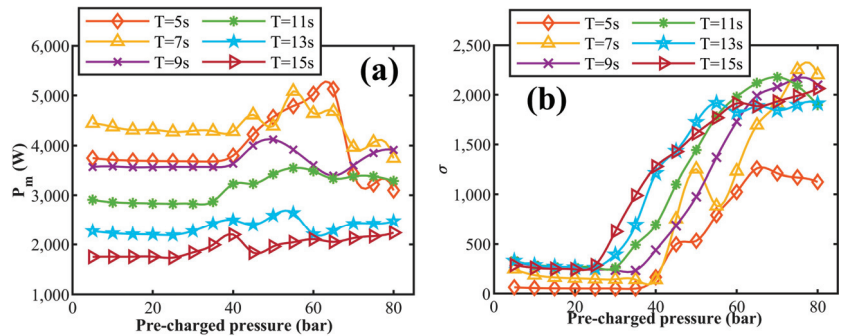 T=5s T=11s
T=7s T=13s
T=9s T=15s
(a)
6,000
5,000
4,000
3,000
2,000
1,000
P_m (W)
0 20 40 60 80
Pre-charged pressure (bar)
T=5s T=11s
T=7s T=13s
T=9s T=15s
(b)
2,500
2,000
1,500
1,000
500
0
σ
0 20 40 60 80
Pre-charged pressure (bar)